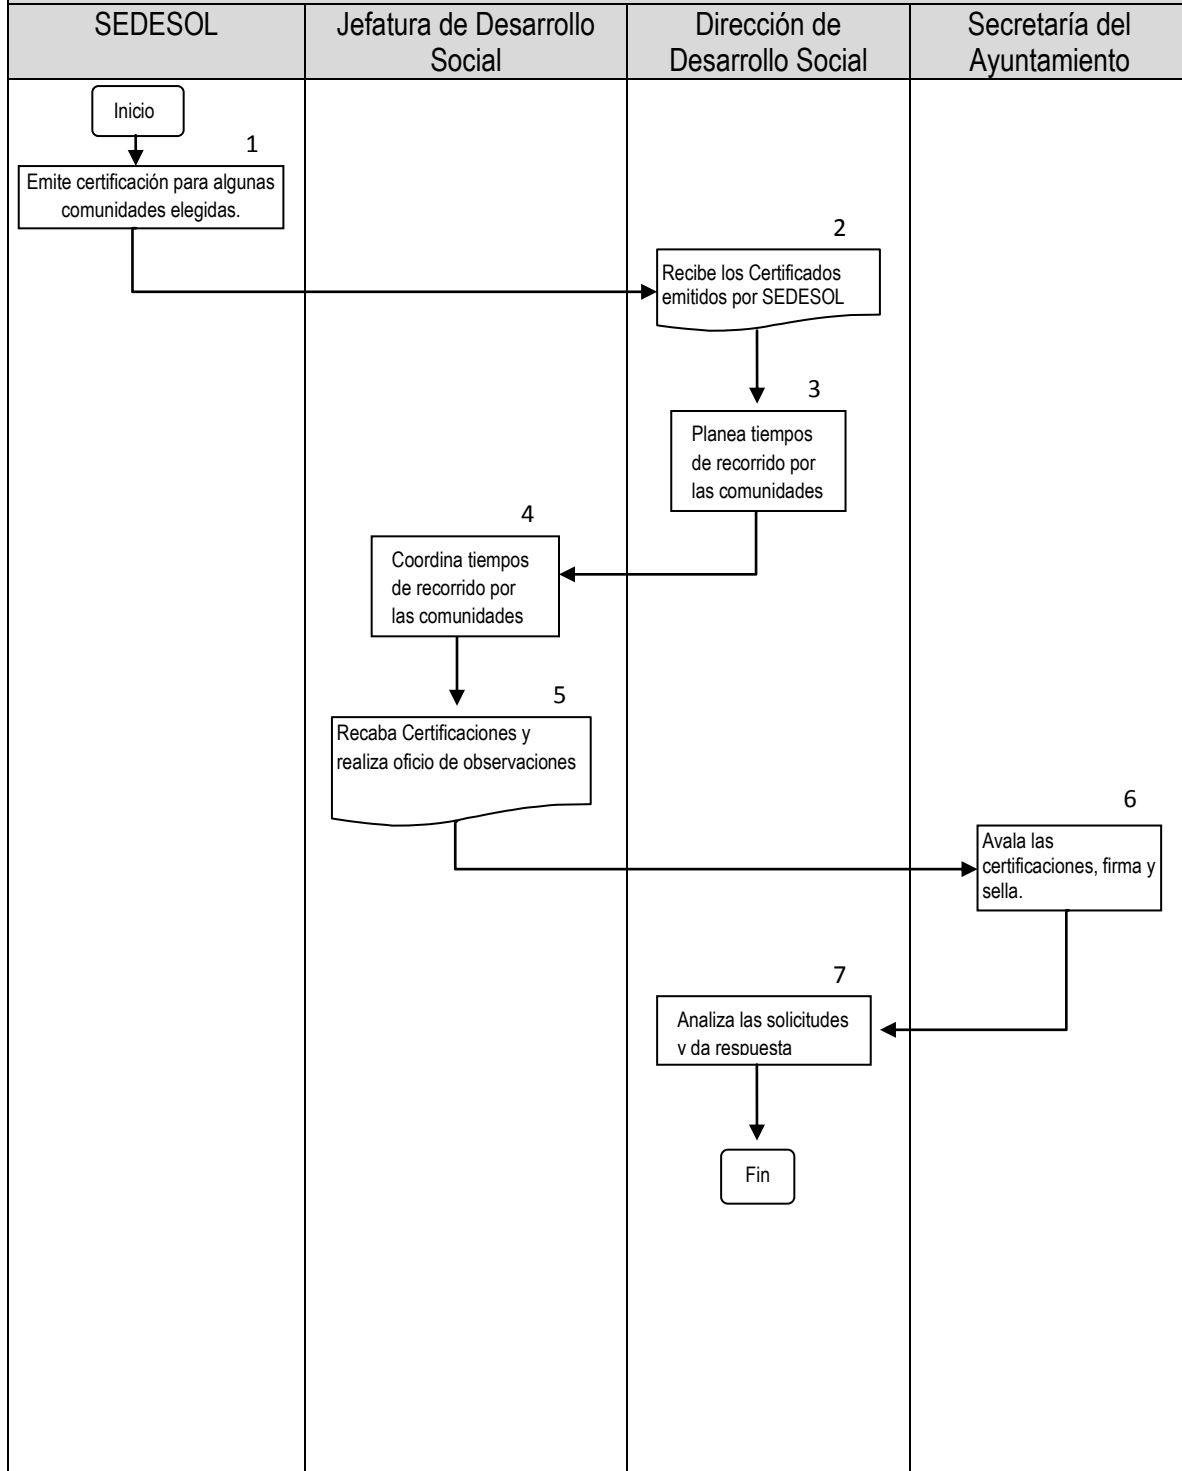 SEDESOL
Jefatura de Desarrollo
Social
Dirección de
Desarrollo Social
Secretaría del
Ayuntamiento
Inicio
1
Emite certificación para algunas
comunidades elegidas.
2
Recibe los Certificados
emitidos por SEDESOL
3
Planea tiempos
de recorrido por
las comunidades
4
Coordina tiempos
de recorrido por
las comunidades
5
Recaba Certificaciones y
realiza oficio de observaciones
6
Avala las
certificaciones, firma y
sella.
7
Analiza las solicitudes
y da respuesta
Fin